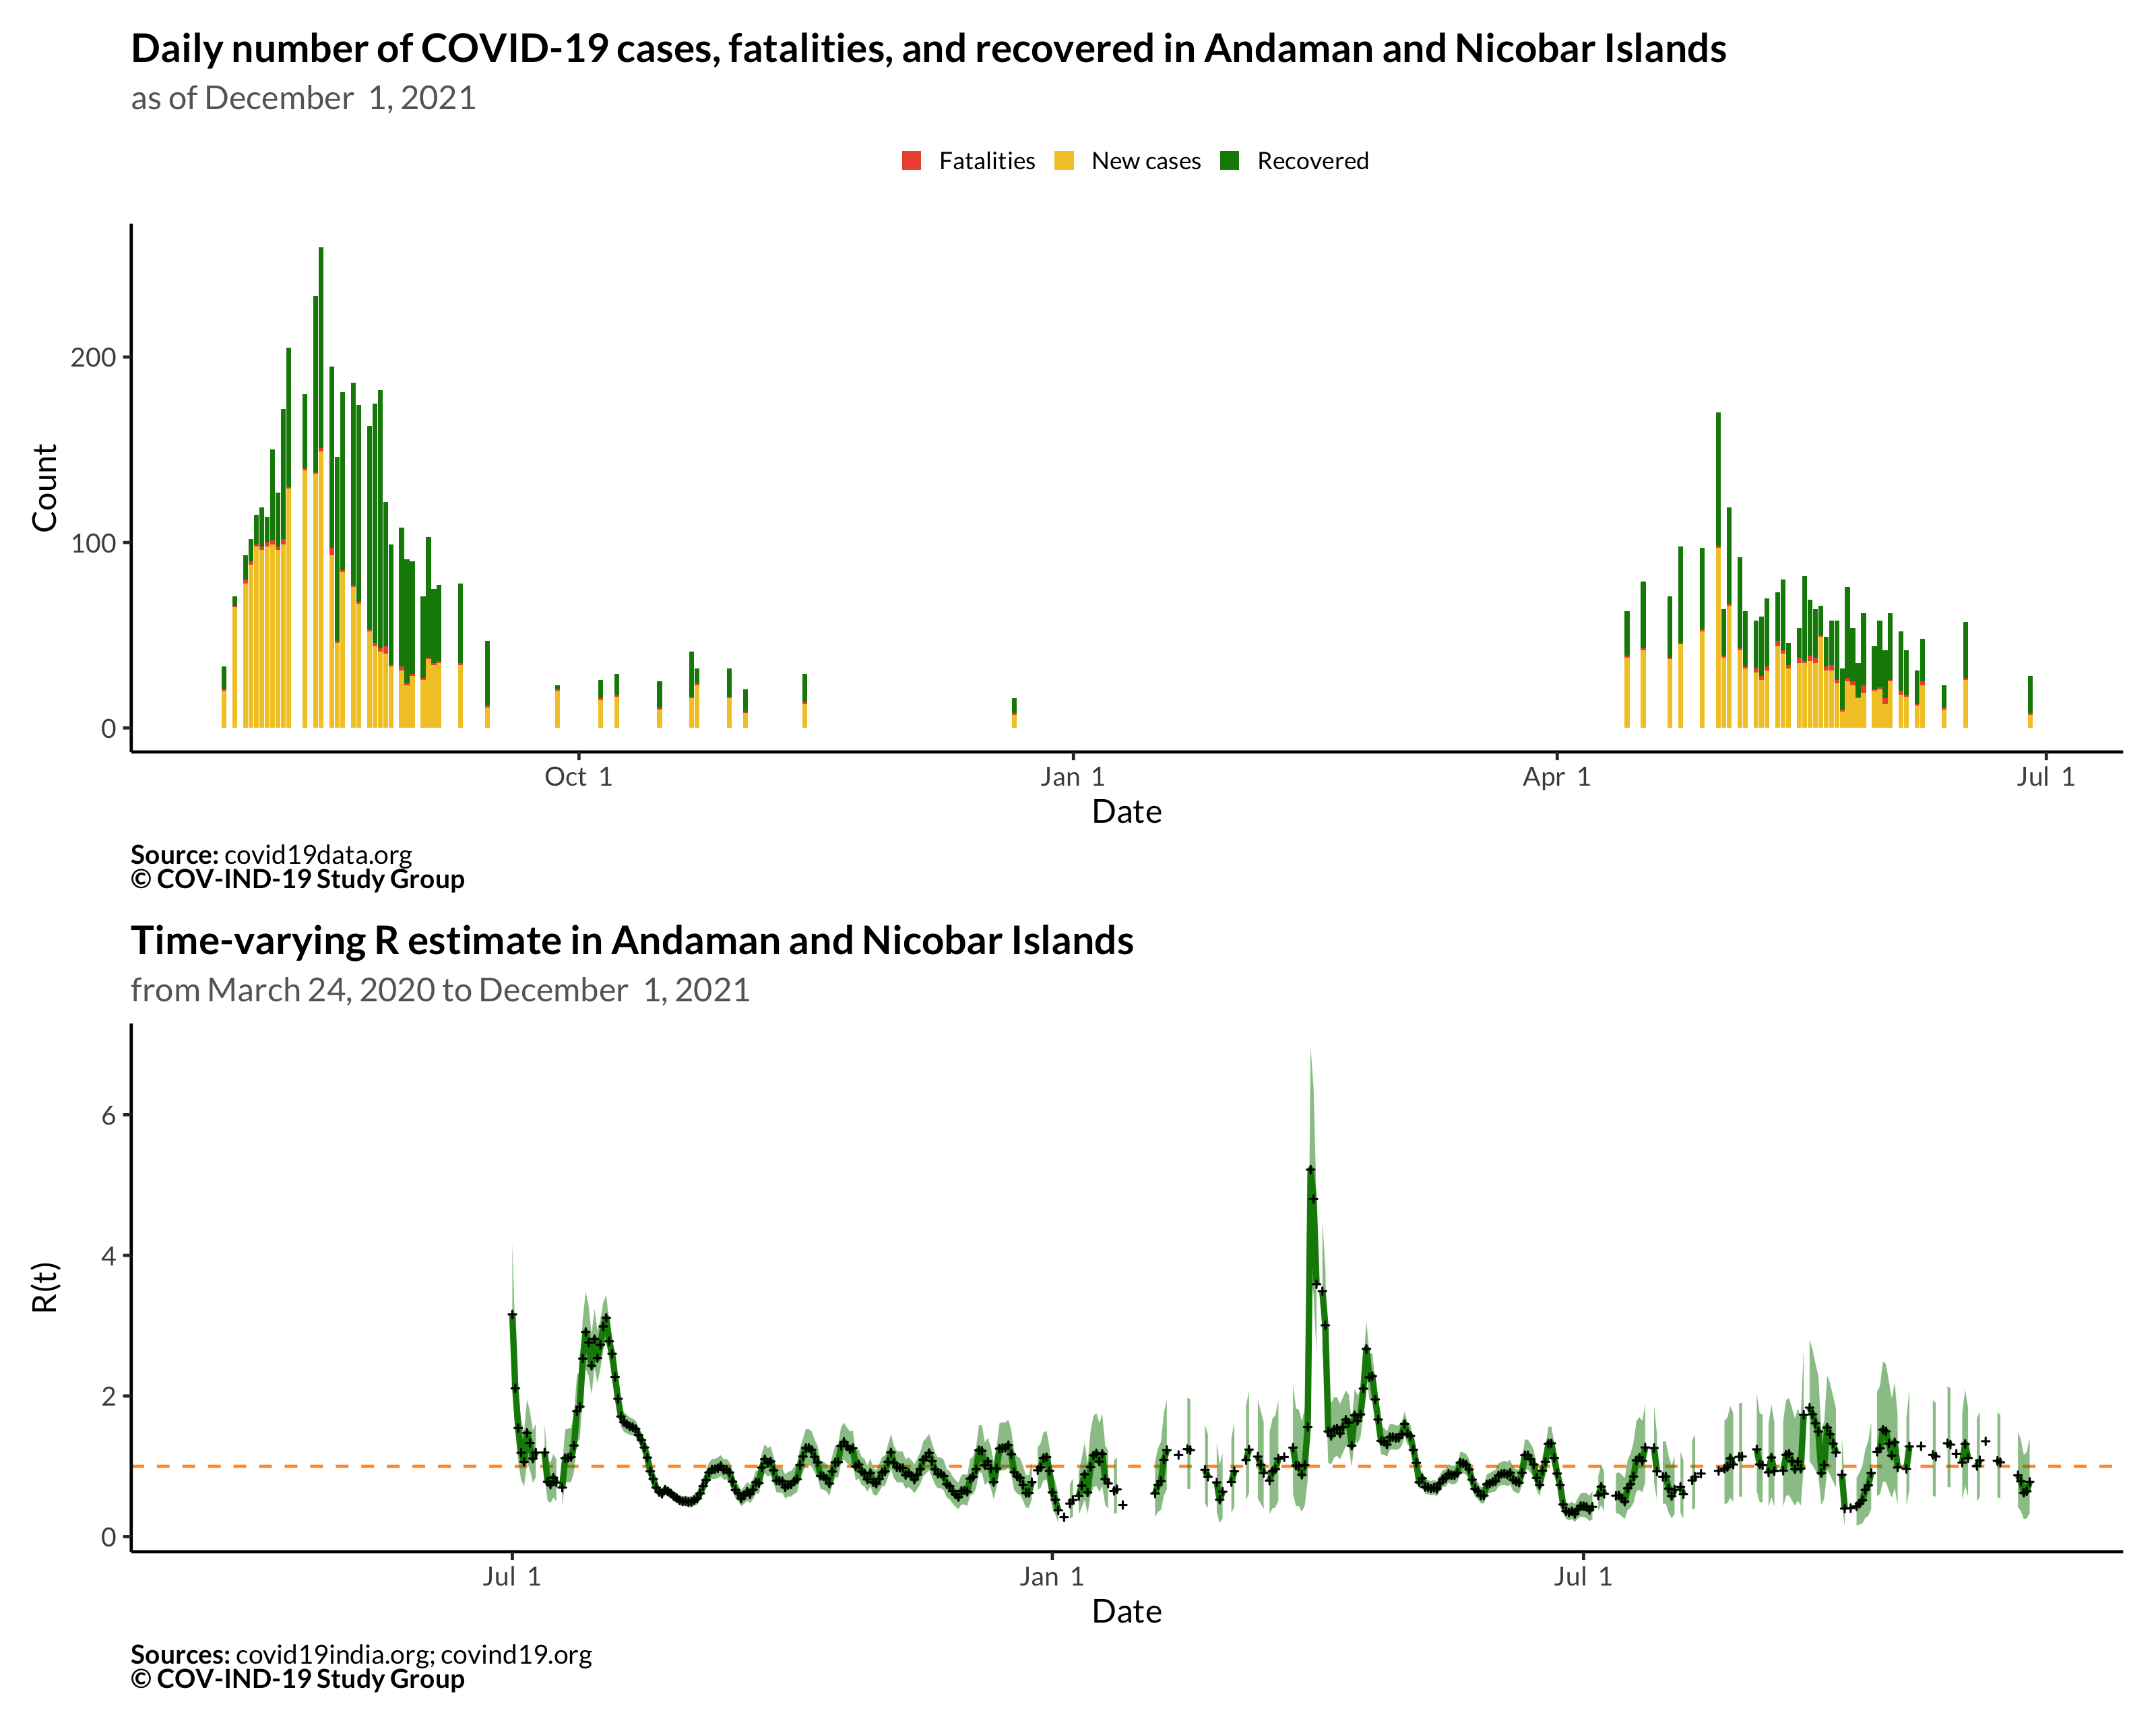 Daily number of COVID-19 cases, fatalities, and recovered in Andaman and Nicobar Islands
as of December 1, 2021
Fatalities New cases Recovered
Count
200
100
0
Oct 1 Jan 1 Apr 1 Jul 1
Date
Source: covid19data.org
© COV-IND-19 Study Group
Time-varying R estimate in Andaman and Nicobar Islands
from March 24, 2020 to December 1, 2021
R(t)
6
4
2
0
Jul 1 Jan 1 Jul 1
Date
Sources: covid19india.org; covind19.org
© COV-IND-19 Study Group